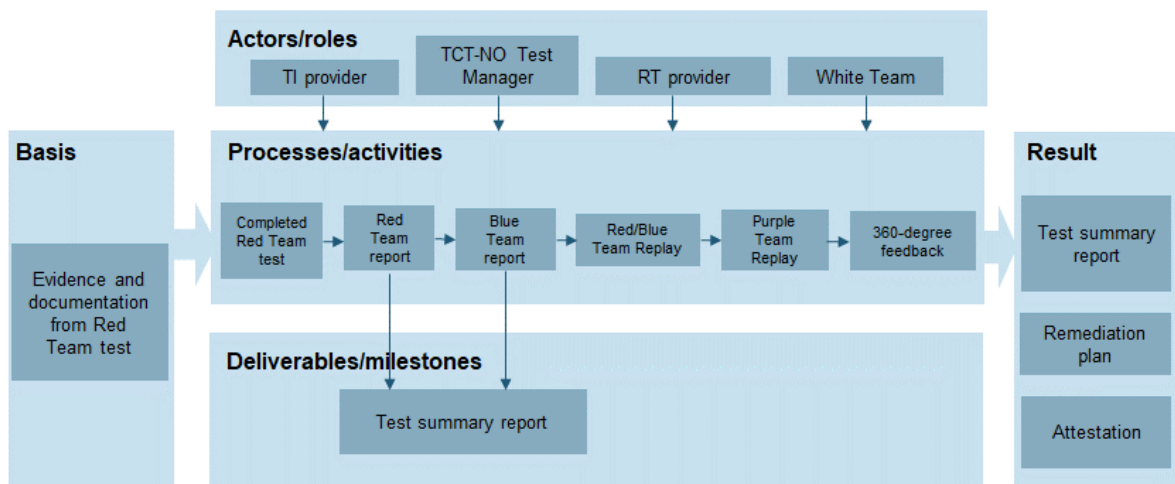 Actors/roles
TI provider
TCT-NO Test
Manager
RT provider
White Team
Basis
Evidence and
documentation
from Red
Team test
Processes/activities
Completed
Red Team
test
Red
Team
report
Blue
Team
report
Red/Blue
Team Replay
Purple
Team
Replay
360-degree
feedback
Deliverables/milestones
Test summary report
Result
Test summary
report
Remediation
plan
Attestation